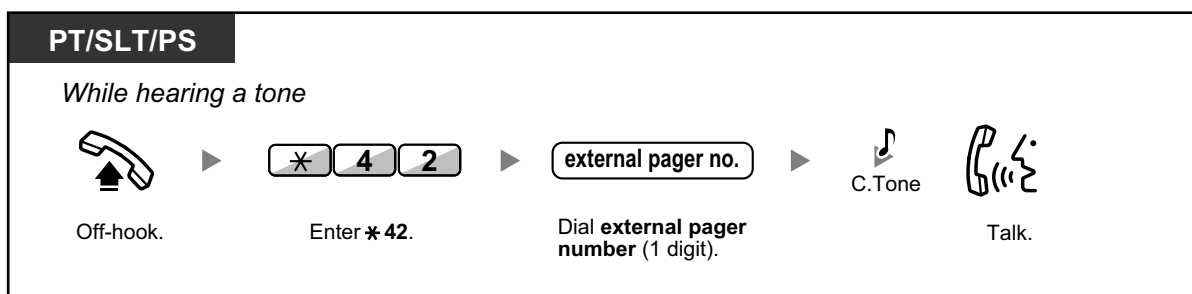 PT/SLT/PS
While hearing a tone
* 4 2
external pager no.
C.Tone
Off-hook.
Enter * 42.
Dial external pager
number (1 digit).
Talk.